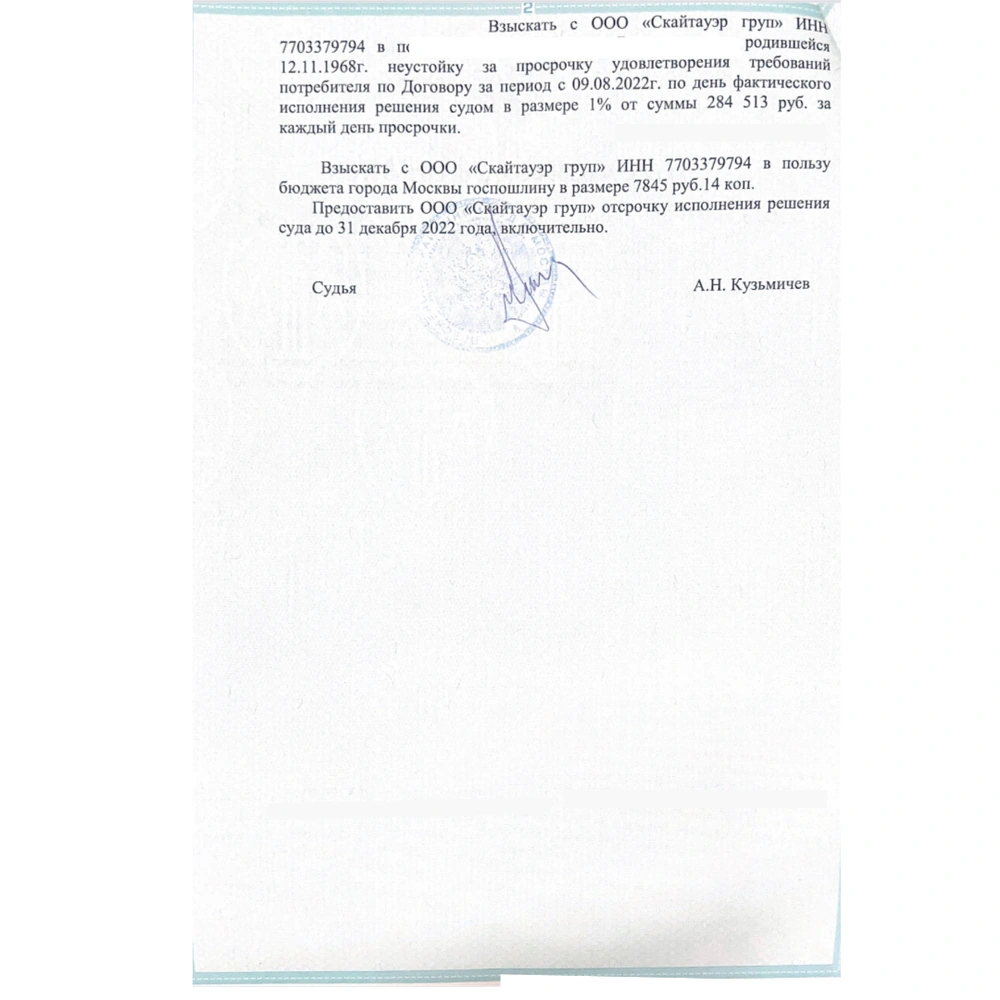 2
Взыскать с ООО «Скайтауэр груп» ИНН
7703379794 в родившейся
12.11.1968г. неустойку за просрочку удовлетворения требований
потребителя по Договору за период с 09.08.2022г. по день фактического
исполнения решения судом в размере 1% от суммы 284 513 руб. за
каждый день просрочки.
Взыскать с ООО «Скайтауэр груп» ИНН 7703379794 в пользу
бюджета города Москвы госпошлину в размере 7845 руб.14 коп.
Предоставить ООО «Скайтауэр груп» отсрочку исполнения решения
суда до 31 декабря 2022 года, включительно.
Судья А.Н. Кузьмичев